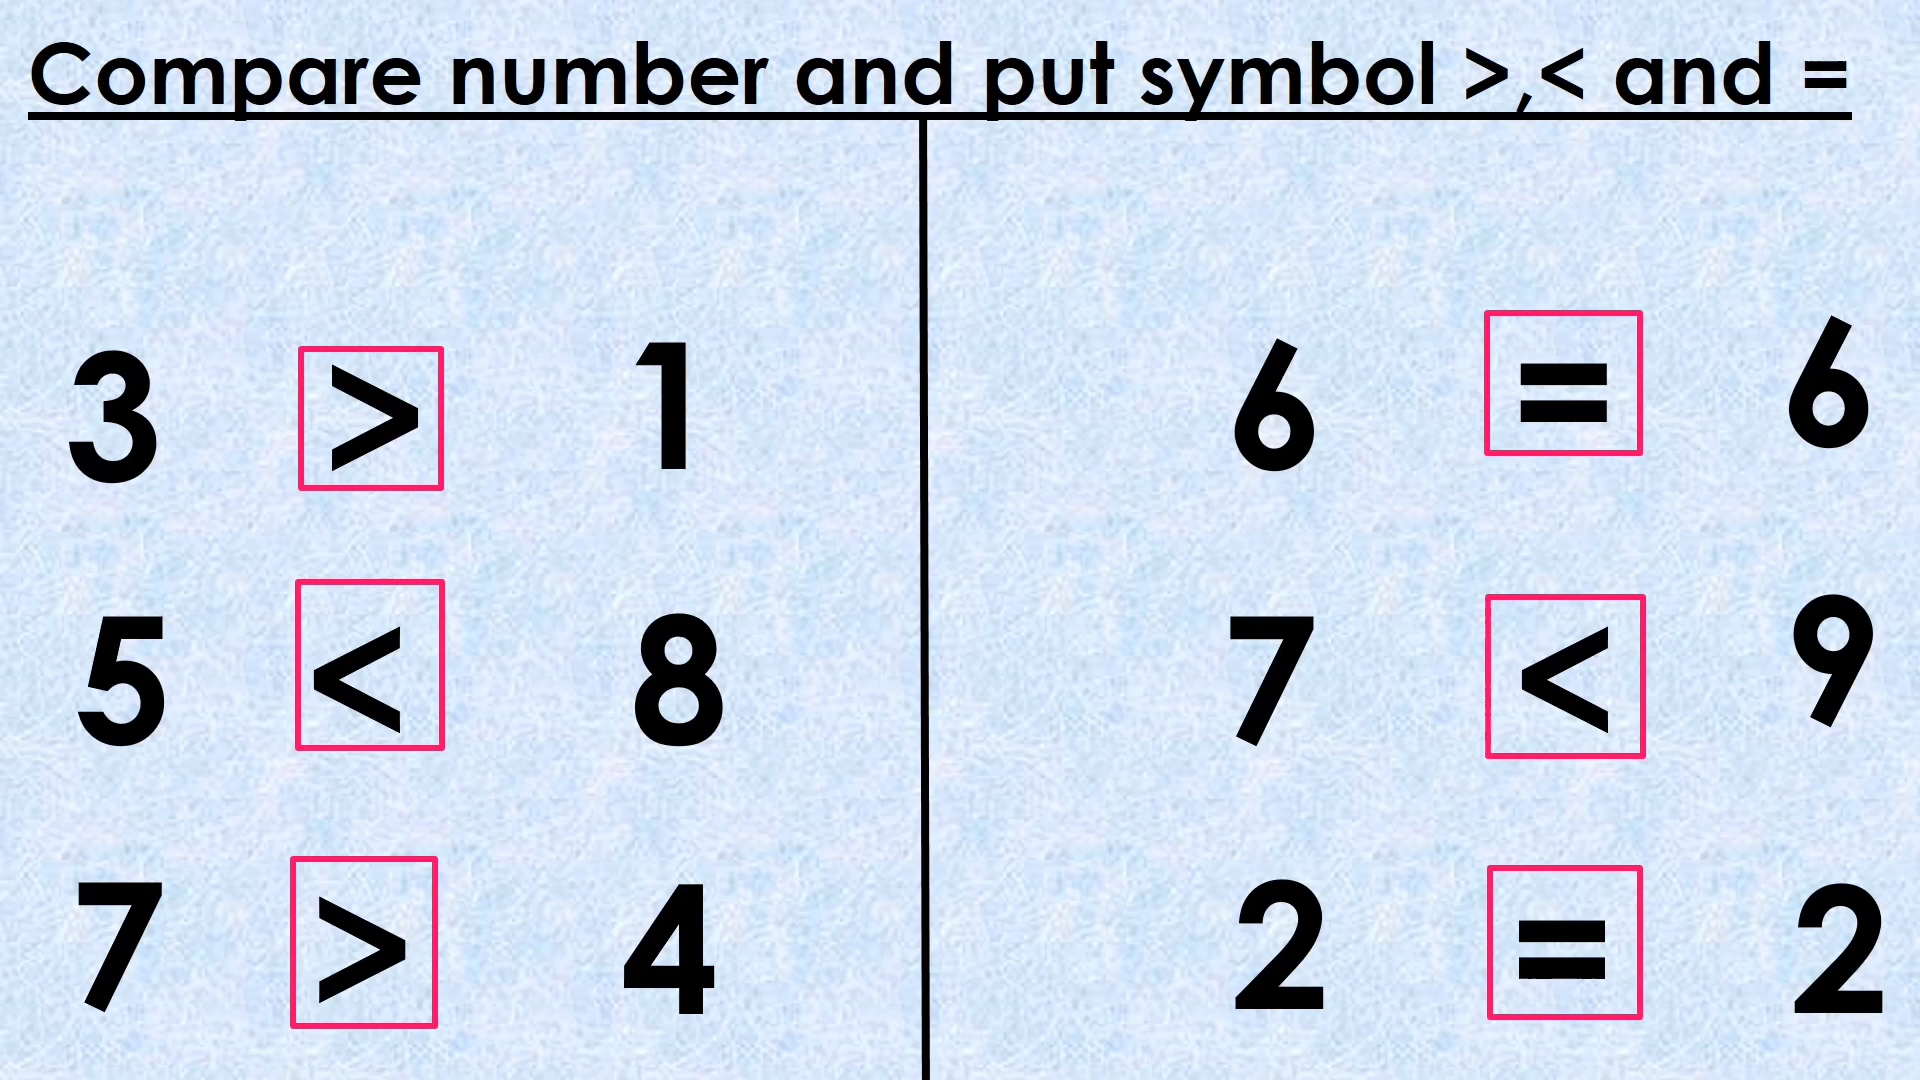 Compare number and put symbol >,< and =
3 > 1
5 < 8
7 > 4
6 = 6
7 < 9
2 = 2